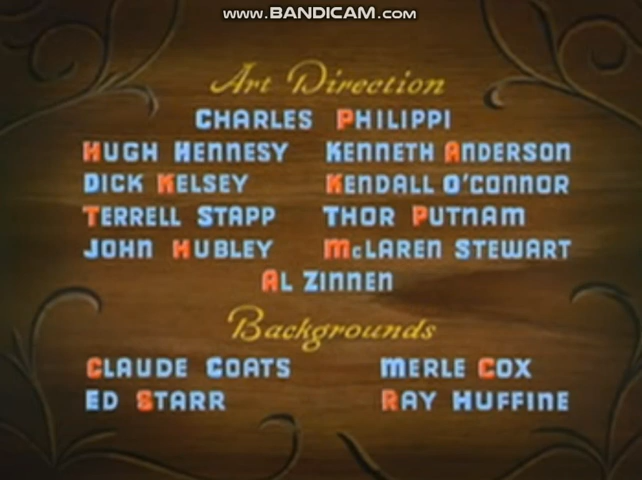 www.BANDICAM.com
Art Direction
CHARLES PHILIPPI
HUGH HENNESY KENNETH ANDERSON
DICK KELSEY KENDALL O'CONNOR
TERRELL STAPP THOR PUTNAM
JOHN HUBLEY McLAREN STEWART
AL ZINNEN
Backgrounds
CLAUDE COATS MERLE COX
ED STARR RAY HUFFINE